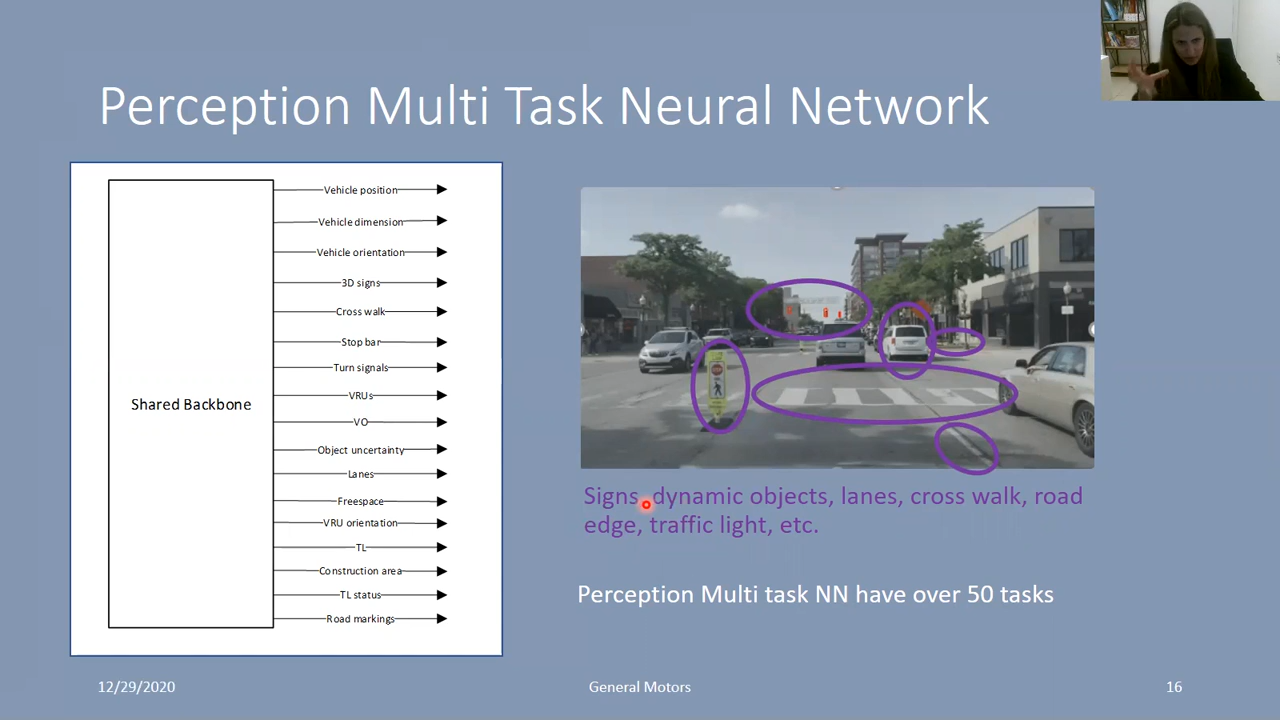 Perception Multi Task Neural Network
Shared Backbone
Vehicle position
Vehicle dimension
Vehicle orientation
3D signs
Cross walk
Stop bar
Turn signals
VRUs
VO
Object uncertainty
Lanes
Freespace
VRU orientation
TL
Construction area
TL status
Road markings
Signs, dynamic objects, lanes, cross walk, road
edge, traffic light, etc.
Perception Multi task NN have over 50 tasks
12/29/2020
General Motors
16